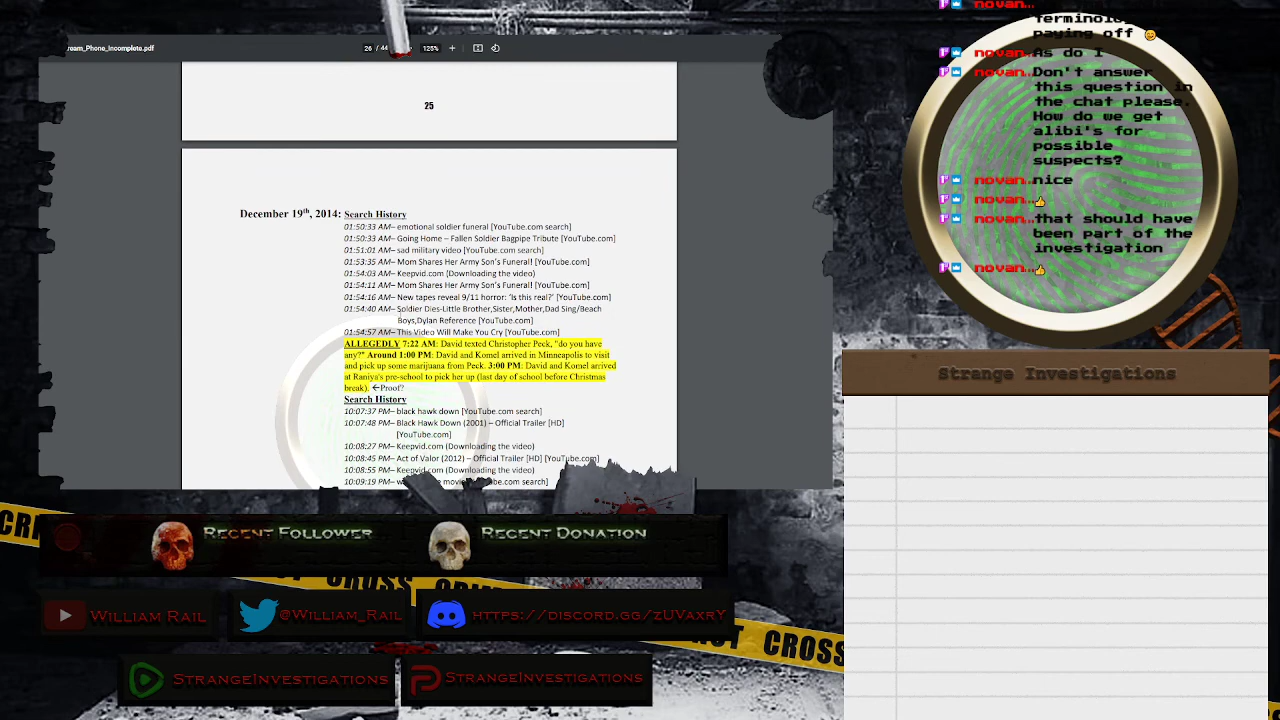 ream_Phone_Incomplete.pdf
26 / 44
125%
25
December 19th, 2014: Search History
01:50:33 AM– emotional soldier funeral [YouTube.com search]
01:50:33 AM– Going Home – Fallen Soldier Bagpipe Tribute [YouTube.com]
01:51:01 AM– sad military video [YouTube.com search]
01:53:35 AM– Mom Shares Her Army Son's Funeral! [YouTube.com]
01:54:03 AM– Keepvid.com (Downloading the video)
01:54:11 AM– Mom Shares Her Army Son's Funeral! [YouTube.com]
01:54:16 AM– New tapes reveal 9/11 horror: 'Is this real?' [YouTube.com]
01:54:40 AM– Soldier Dies-Little Brother,Sister,Mother,Dad Sing/Beach
Boys,Dylan Reference [YouTube.com]
01:54:57 AM– This Video Will Make You Cry [YouTube.com]
ALLEGEDLY 7:22 AM: David texted Christopher Peck, "do you have
any?" Around 1:00 PM: David and Komel arrived in Minneapolis to visit
and pick up some marijuana from Peck. 3:00 PM: David and Komel arrived
at Raniya's pre-school to pick her up (last day of school before Christmas
break). ←Proof?
Search History
10:07:37 PM– black hawk down [YouTube.com search]
10:07:48 PM– Black Hawk Down (2001) – Official Trailer [HD]
[YouTube.com]
10:08:27 PM– Keepvid.com (Downloading the video)
10:08:45 PM– Act of Valor (2012) – Official Trailer [HD] [YouTube.com]
10:08:55 PM– Keepvid.com (Downloading the video)
10:09:19 PM–
novan...
paying off 😊
novan... As do I
novan... Don't answer
this question in
the chat please.
How do we get
alibi's for
possible
suspects?
novan... nice
novan... 👍
novan... that should have
been part of the
investigation
novan... 👍
Strange Investigations
Recent Follower
Recent Donation
William Rail
@William_Rail
https://discord.gg/zUVaxrY
StrangeInvestigations
StrangeInvestigations
CROSS
CROSS